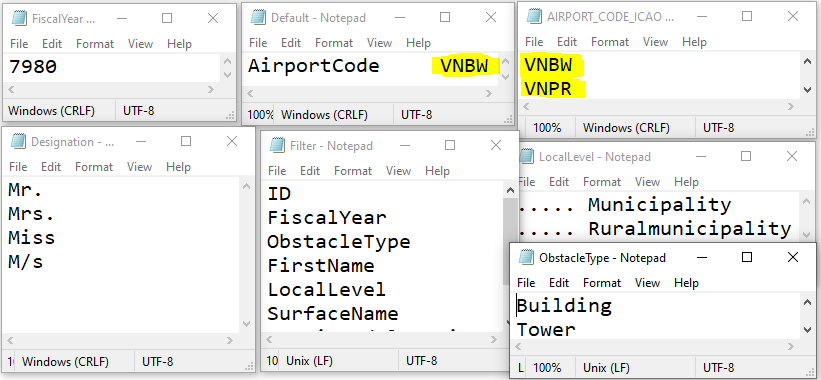 FiscalYear ...
File Edit Format View Help
7980
Windows (CRLF) UTF-8
Default - Notepad
File Edit Format View Help
AirportCode VNBW
100% Windows (CRLF) UTF-8
AIRPORT_CODE_ICAO ...
File Edit Format View Help
VNBW
VNPR
100% Windows (CRLF) UTF-8
Designation - ...
File Edit Format View Help
Mr.
Mrs.
Miss
M/s
Windows (CRLF) UTF-8
Filter - Notepad
File Edit Format View Help
ID
FiscalYear
ObstacleType
FirstName
LocalLevel
SurfaceName
10 Unix (LF) UTF-8
LocalLevel - Notepad
File Edit Format View Help
..... Municipality
..... Ruralmunicipality
ObstacleType - Notepad
File Edit Format View Help
Building
Tower
100% Unix (LF) UTF-8